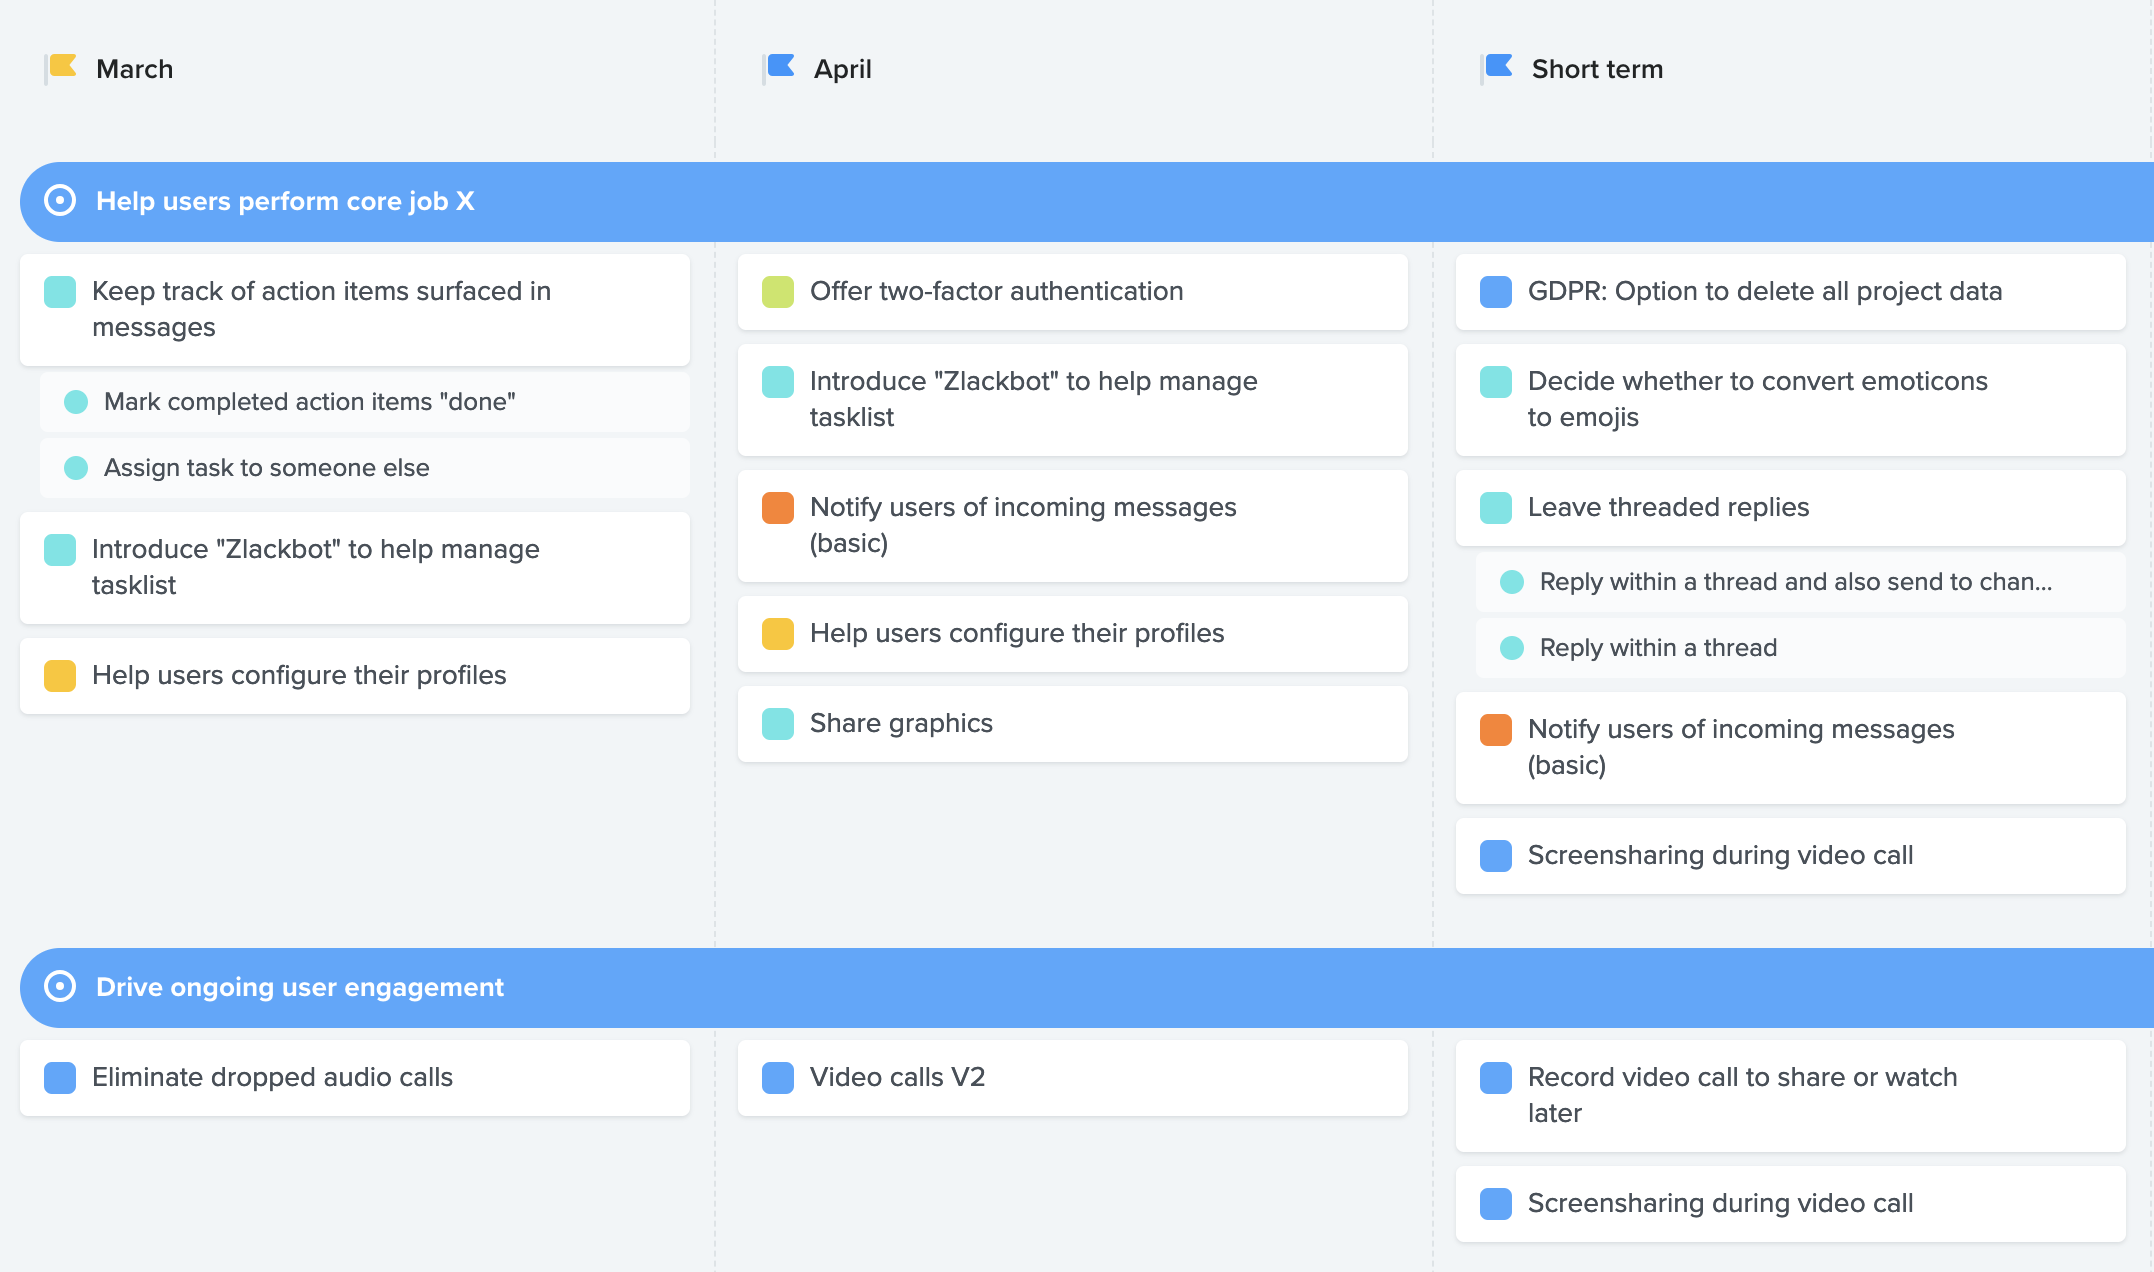 March
April
Short term
Help users perform core job X
Keep track of action items surfaced in
messages
Mark completed action items "done"
Assign task to someone else
Introduce "Zlackbot" to help manage
tasklist
Help users configure their profiles
Offer two-factor authentication
Introduce "Zlackbot" to help manage
tasklist
Notify users of incoming messages
(basic)
Help users configure their profiles
Share graphics
GDPR: Option to delete all project data
Decide whether to convert emoticons
to emojis
Leave threaded replies
Reply within a thread and also send to chan...
Reply within a thread
Notify users of incoming messages
(basic)
Screensharing during video call
Drive ongoing user engagement
Eliminate dropped audio calls
Video calls V2
Record video call to share or watch
later
Screensharing during video call